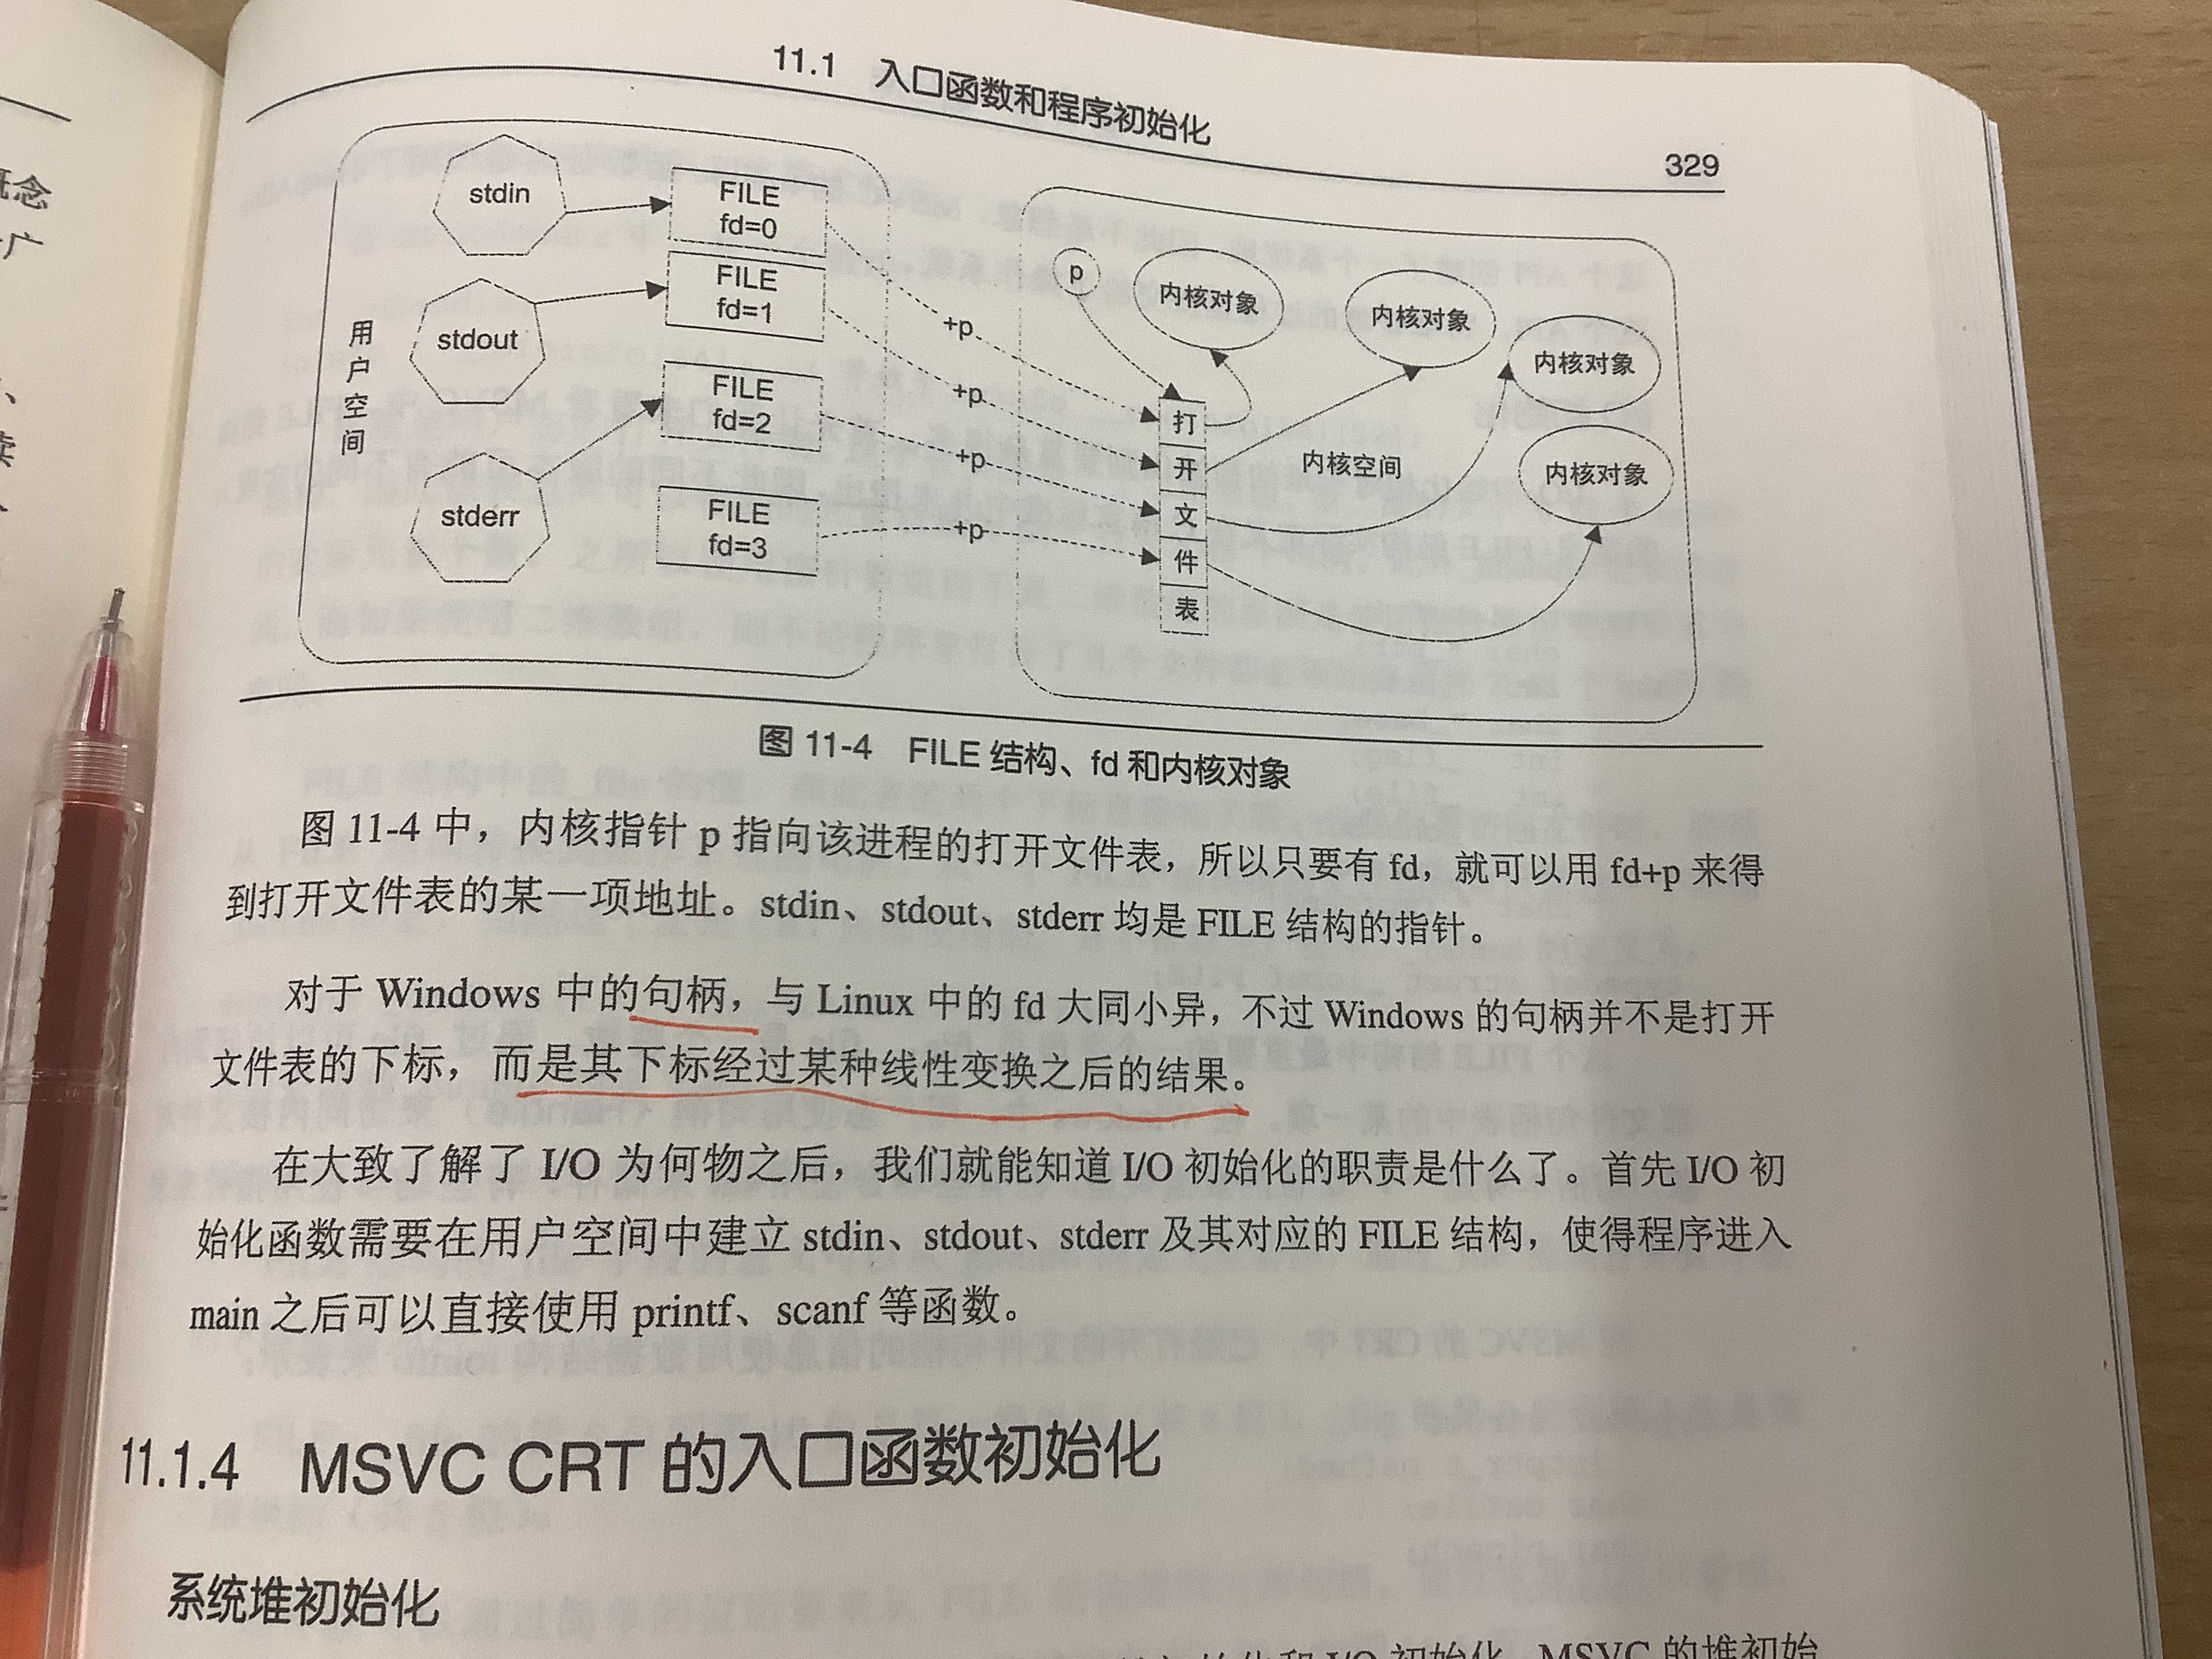 11.1 入口函数和程序初始化
329
stdin
stdout
stderr
用户空间
FILE
fd=0
FILE
fd=1
FILE
fd=2
FILE
fd=3
+p
+p
+p
+p
p
打
开
文
件
表
内核对象
内核对象
内核对象
内核对象
内核空间
图 11-4 FILE 结构、fd 和内核对象
图 11-4 中，内核指针 p 指向该进程的打开文件表，所以只要有 fd，就可以用 fd+p 来得
到打开文件表的某一项地址。stdin、stdout、stderr 均是 FILE 结构的指针。
对于 Windows 中的句柄，与 Linux 中的 fd 大同小异，不过 Windows 的句柄并不是打开
文件表的下标，而是其下标经过某种线性变换之后的结果。
在大致了解了 I/O 为何物之后，我们就能知道 I/O 初始化的职责是什么了。首先 I/O 初
始化函数需要在用户空间中建立 stdin、stdout、stderr 及其对应的 FILE 结构，使得程序进入
main 之后可以直接使用 printf、scanf 等函数。
11.1.4 MSVC CRT 的入口函数初始化
系统堆初始化
和 I/O 初始化，MSVC 的堆初始
概念
广